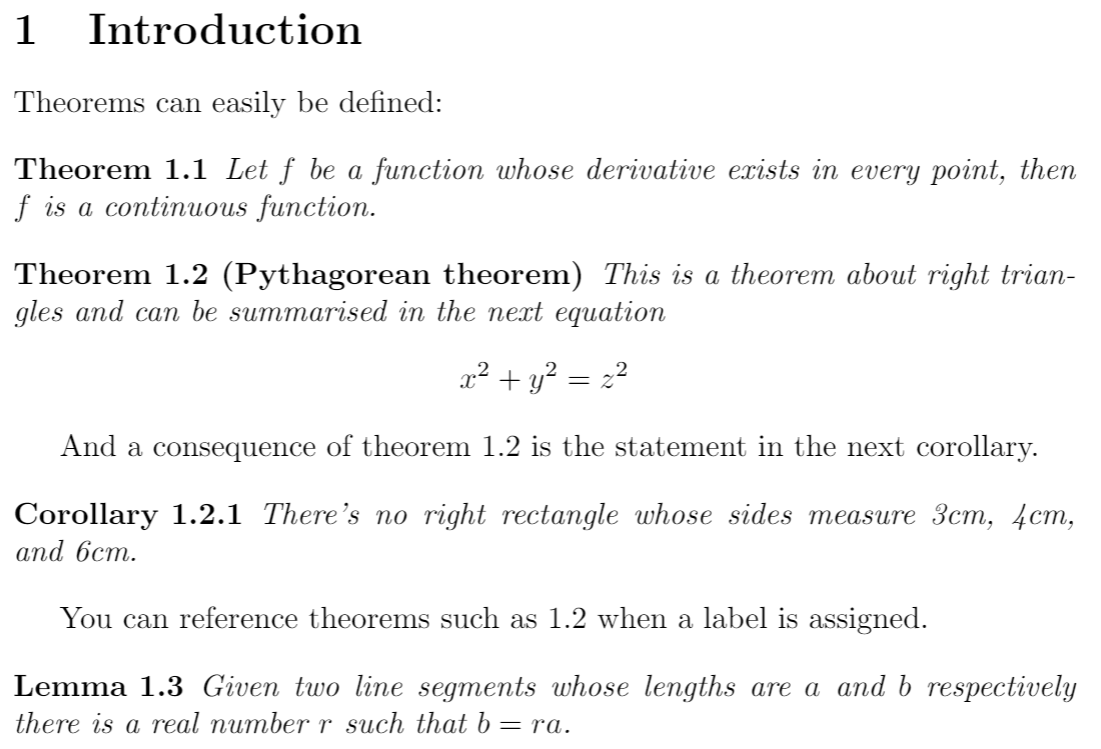 1 Introduction
Theorems can easily be defined:
Theorem 1.1 Let f be a function whose derivative exists in every point, then
f is a continuous function.
Theorem 1.2 (Pythagorean theorem) This is a theorem about right trian-
gles and can be summarised in the next equation
x² + y² = z²
And a consequence of theorem 1.2 is the statement in the next corollary.
Corollary 1.2.1 There's no right rectangle whose sides measure 3cm, 4cm,
and 6cm.
You can reference theorems such as 1.2 when a label is assigned.
Lemma 1.3 Given two line segments whose lengths are a and b respectively
there is a real number r such that b = ra.